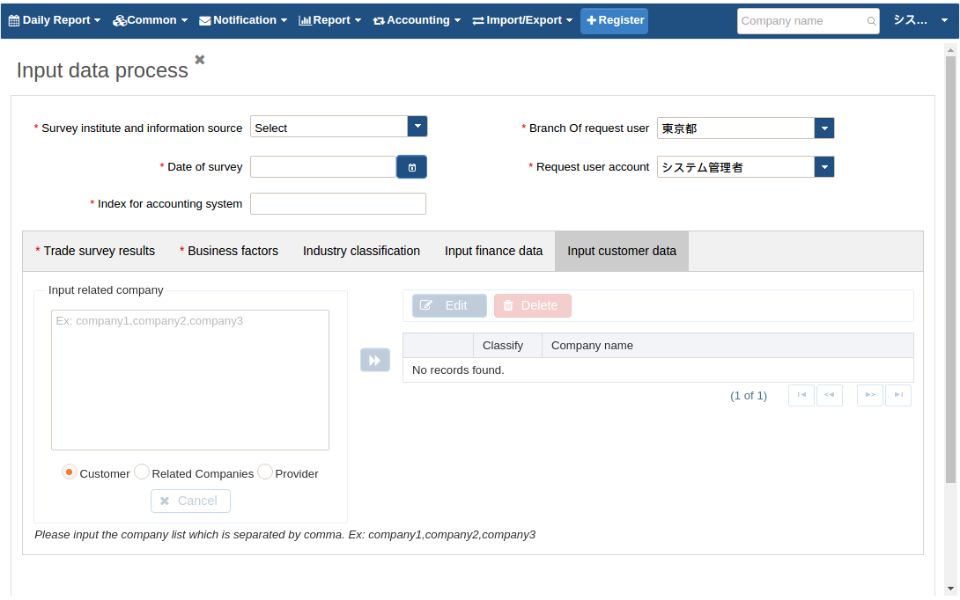 Daily Report Common Notification Report Accounting Import/Export Register Company name シス...
Input data process
* Survey institute and information source Select * Branch Of request user 東京都
* Date of survey * Request user account システム管理者
* Index for accounting system
* Trade survey results * Business factors Industry classification Input finance data Input customer data
Input related company
Edit Delete
Ex: company1,company2,company3
Classify Company name
No records found.
(1 of 1)
Customer Related Companies Provider
Cancel
Please input the company list which is separated by comma. Ex: company1,company2,company3